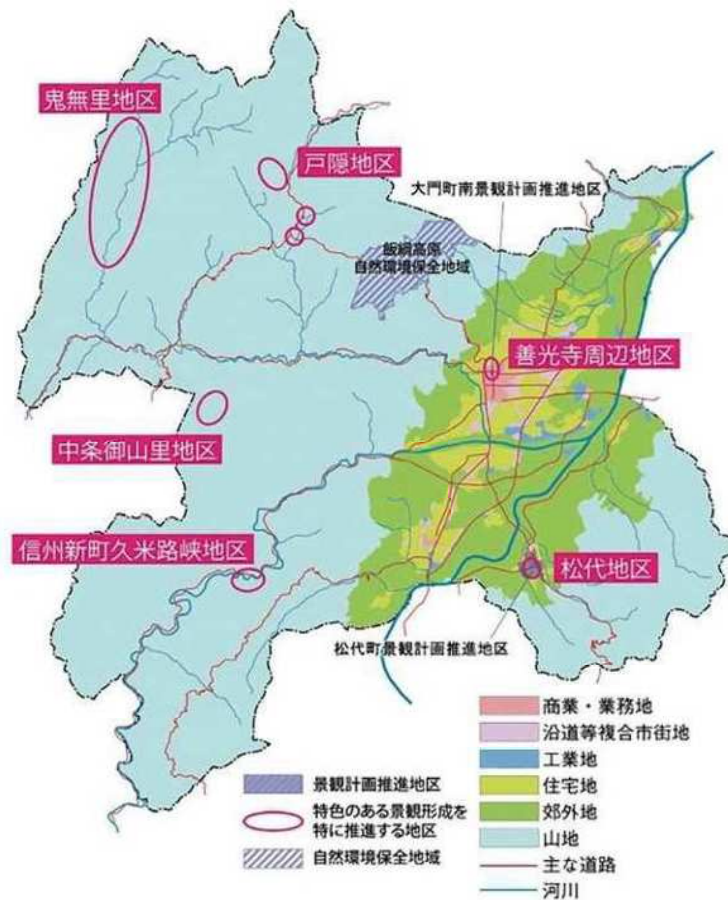 鬼無里地区
戸隠地区
大門町南景観計画推進地区
飯綱高原
自然環境保全地域
善光寺周辺地区
中条御山里地区
信州新町久米路峡地区
松代地区
松代町景観計画推進地区
商業・業務地
沿道等複合市街地
工業地
住宅地
郊外地
山地
主な道路
河川
景観計画推進地区
特色のある景観形成を
特に推進する地区
自然環境保全地域